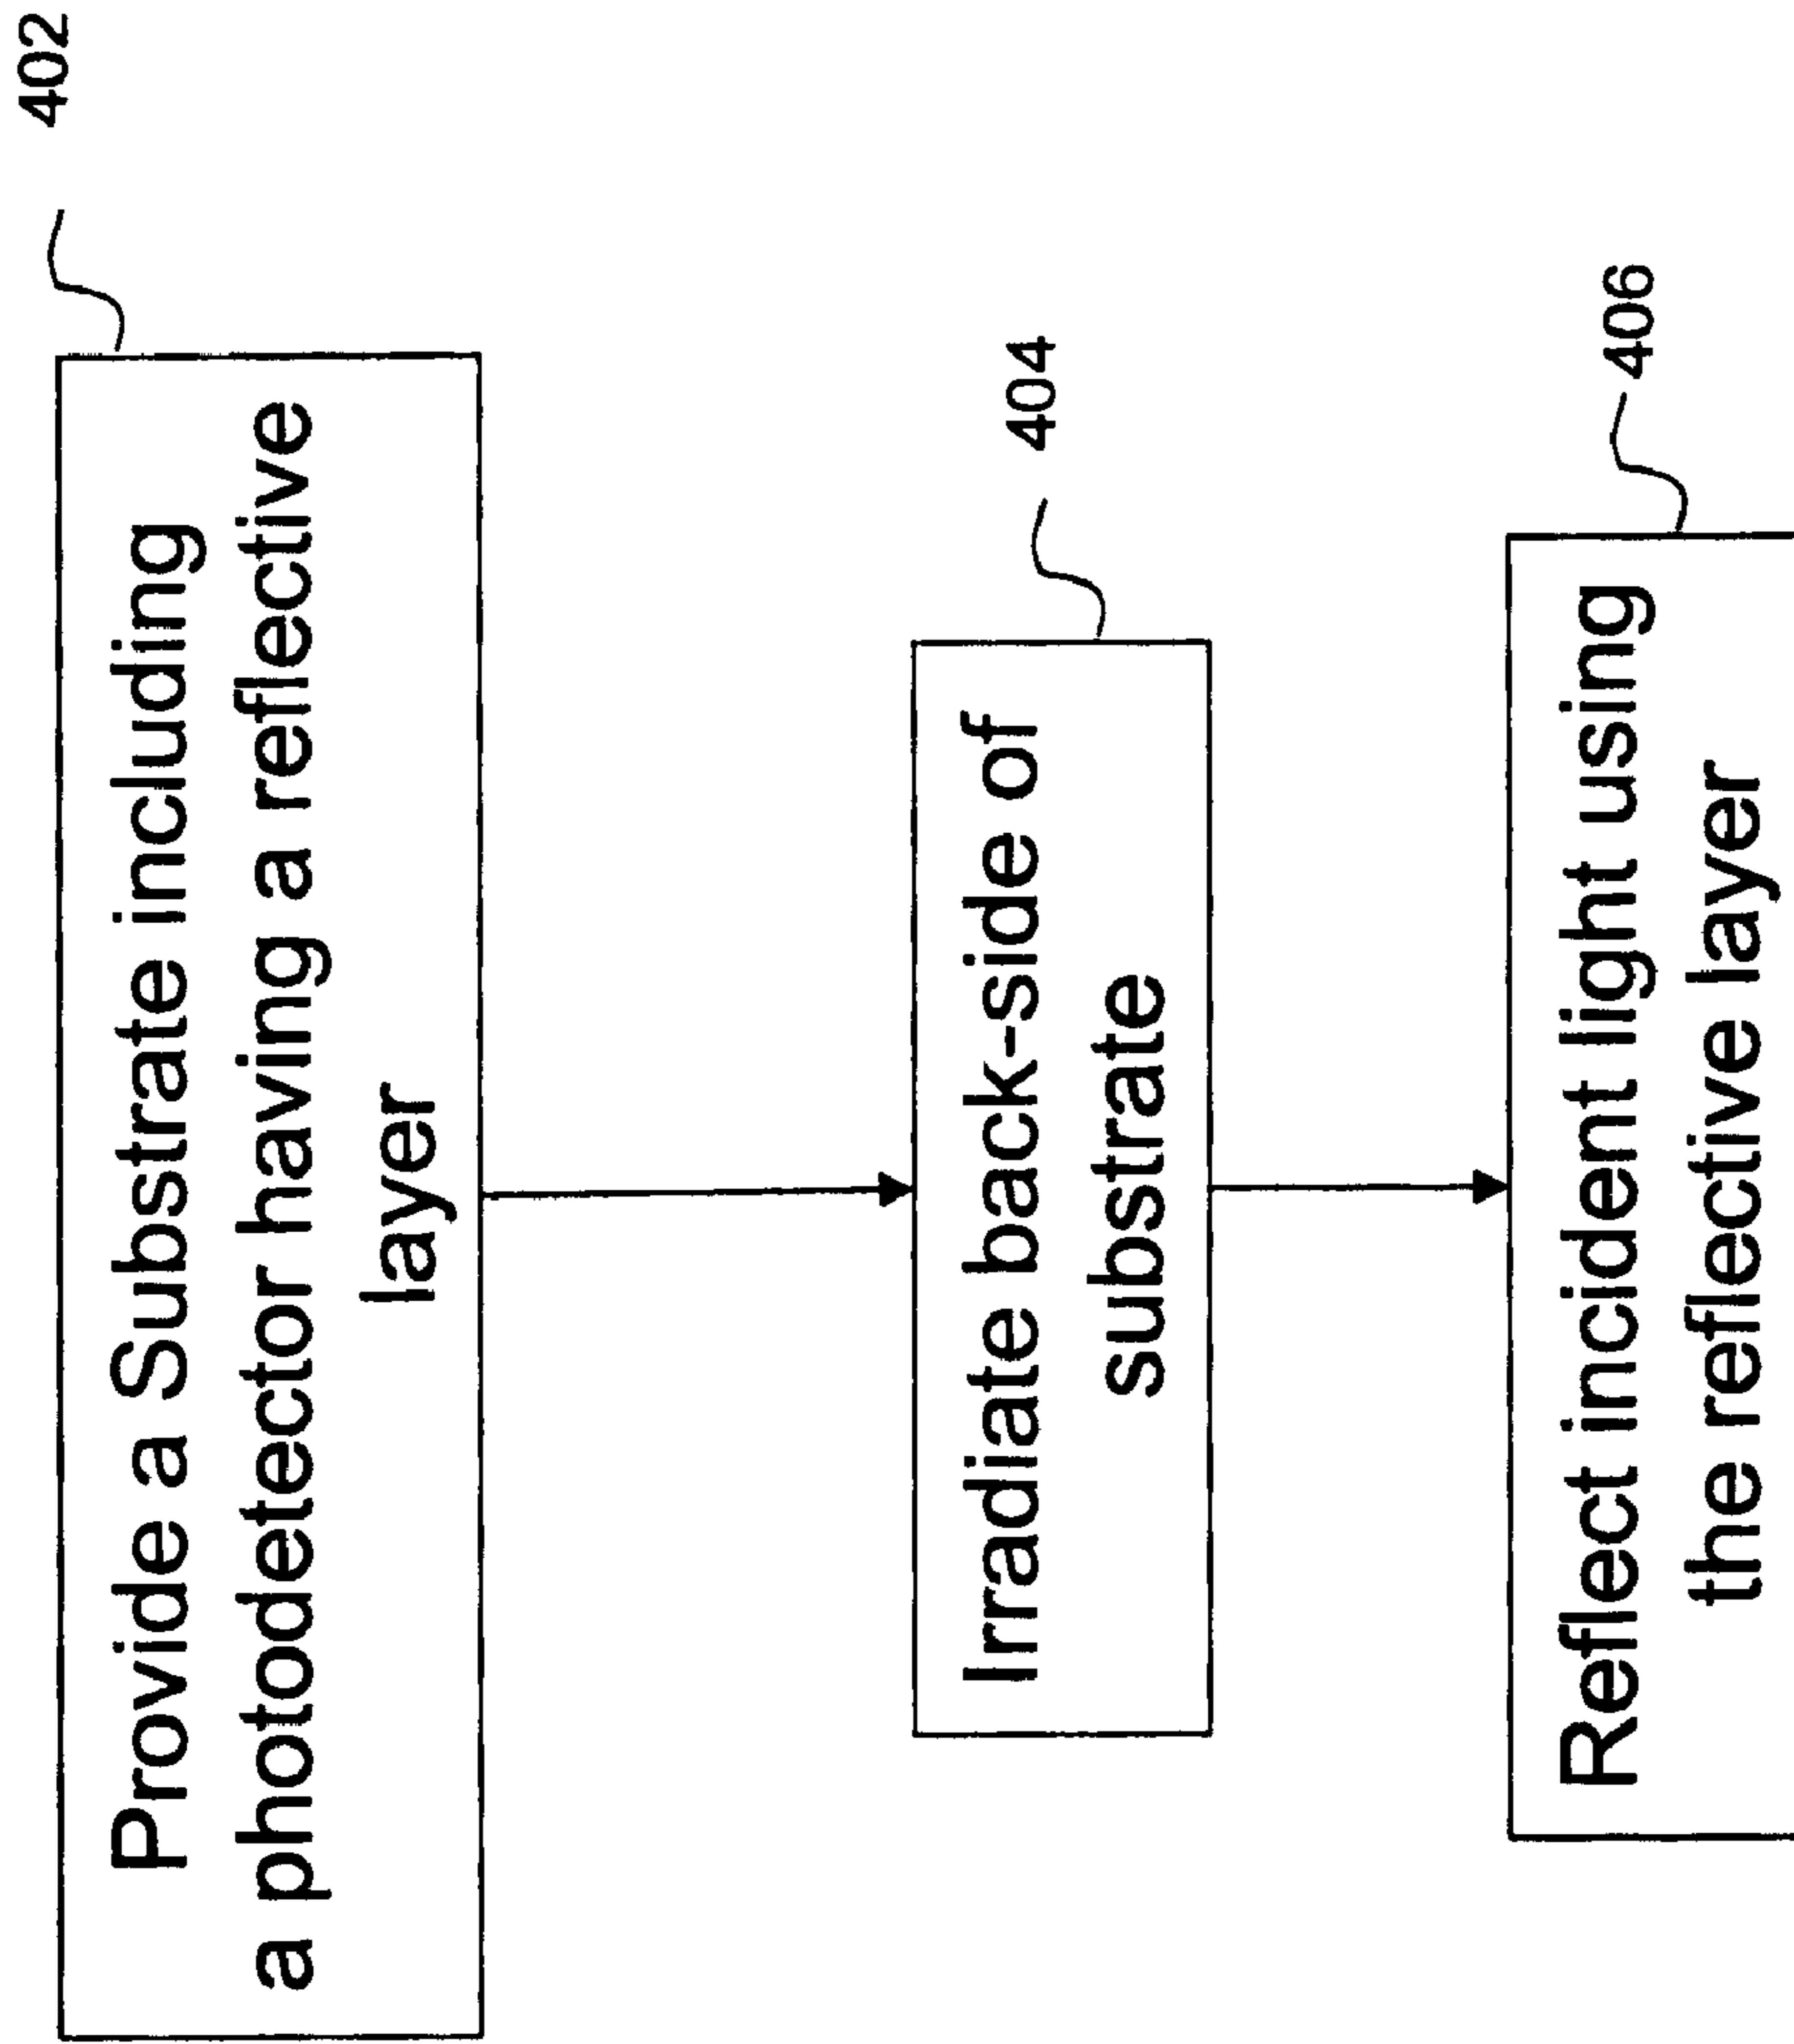 402
Provide a Substrate including
a photodetector having a reflective
layer
404
Irradiate back-side of
substrate
406
Reflect incident light using
the reflective layer